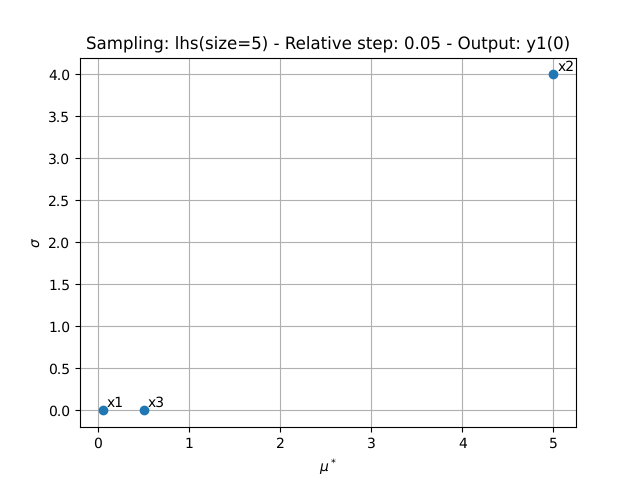 Sampling: lhs(size=5) - Relative step: 0.05 - Output: y1(0)
4.0
x2
3.5
3.0
2.5
σ
2.0
1.5
1.0
0.5
x1
x3
0.0
0 1 2 3 4 5
μ*